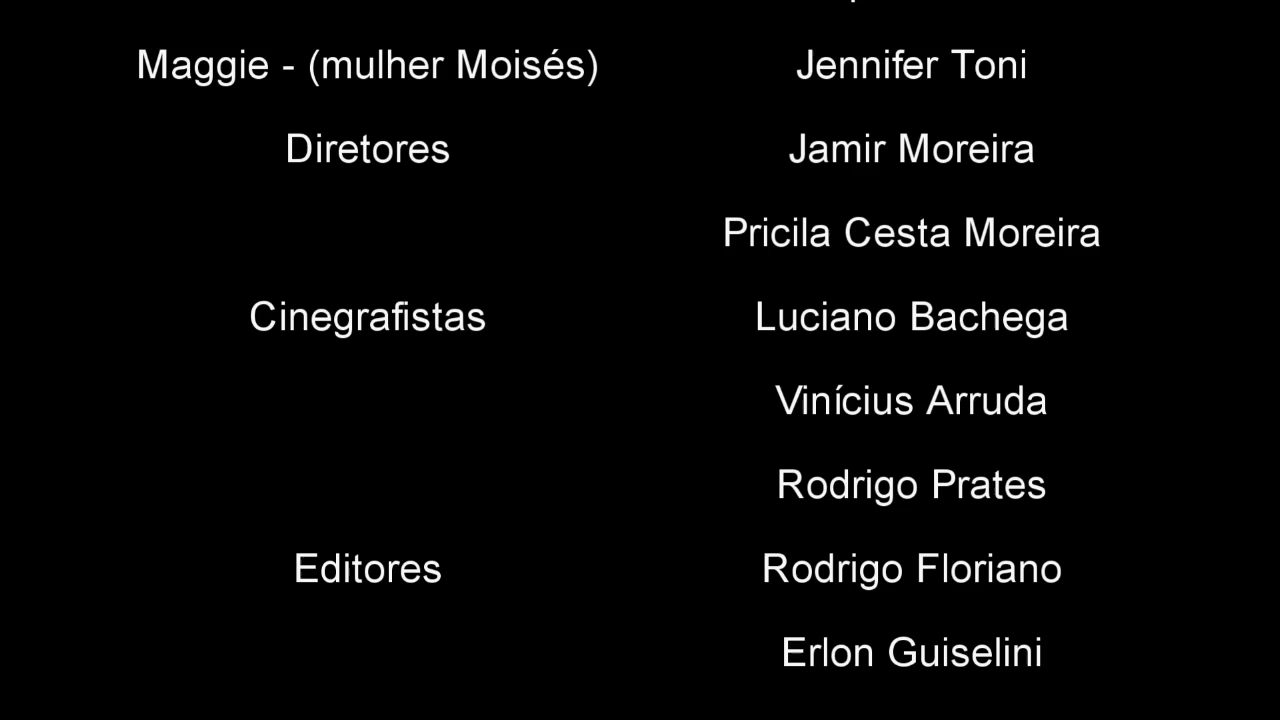 Maggie - (mulher Moisés) Jennifer Toni
Diretores Jamir Moreira
Pricila Cesta Moreira
Cinegrafistas Luciano Bachega
Vinícius Arruda
Rodrigo Prates
Editores Rodrigo Floriano
Erlon Guiselini